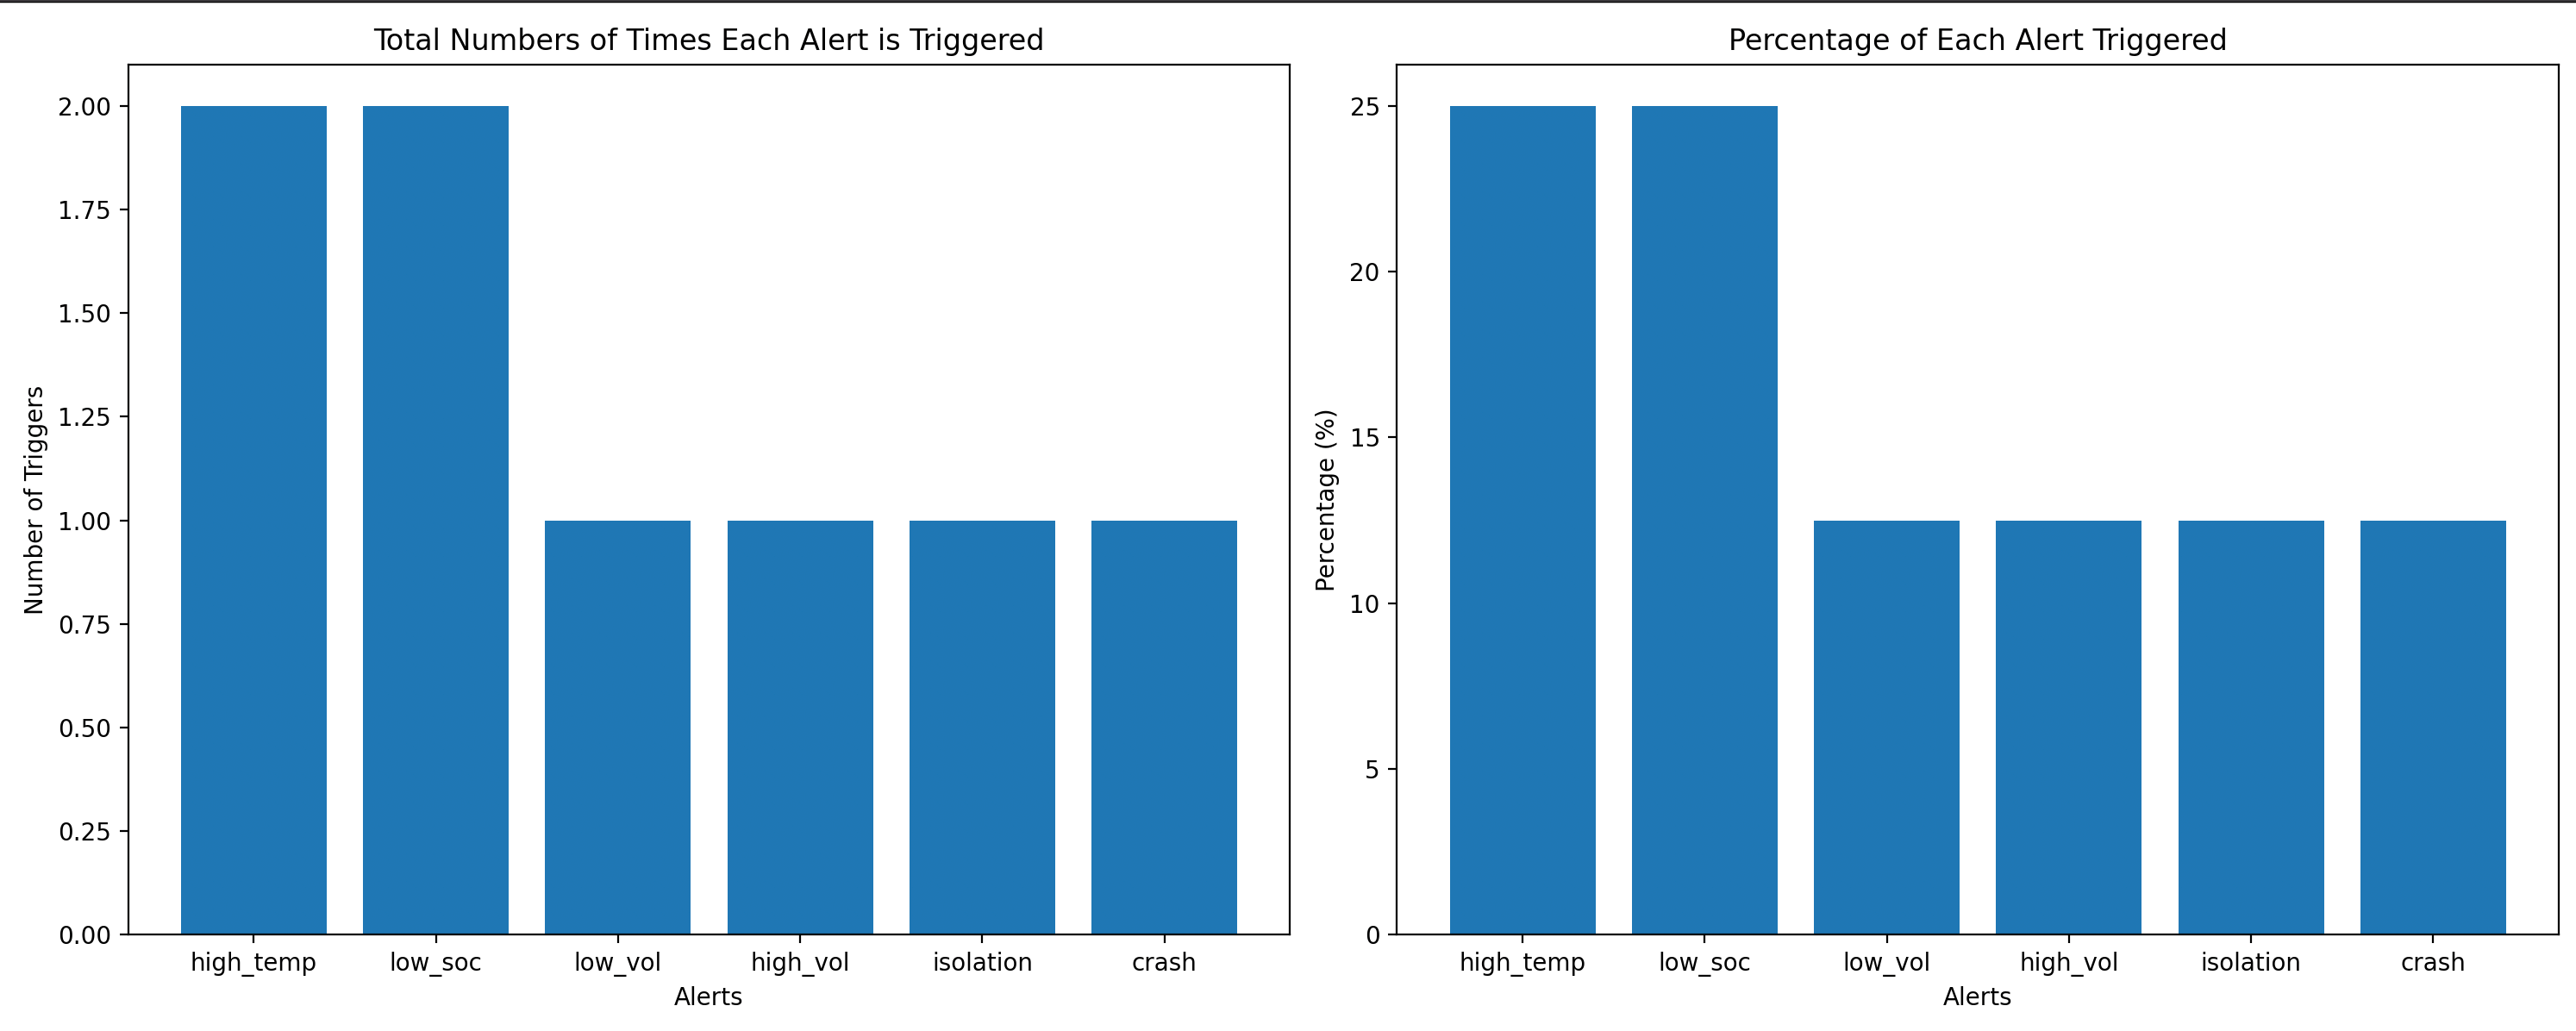 Total Numbers of Times Each Alert is Triggered
2.00
1.75
1.50
1.25
1.00
0.75
0.50
0.25
0.00
Number of Triggers
high_temp low_soc low_vol high_vol isolation crash
Alerts
Percentage of Each Alert Triggered
25
20
15
10
5
0
Percentage (%)
high_temp low_soc low_vol high_vol isolation crash
Alerts